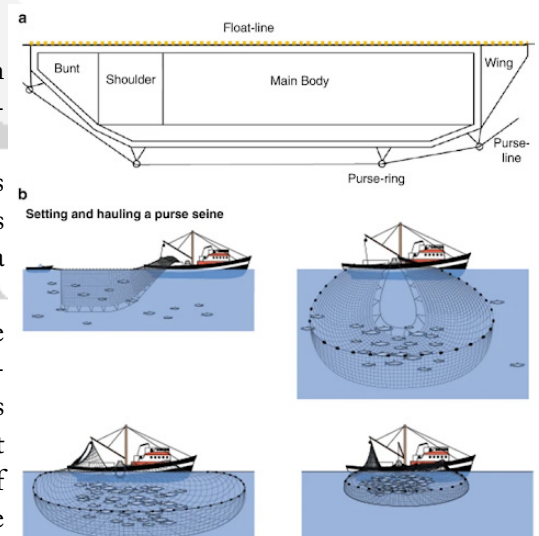 a
Float-line
Bunt
Shoulder
Main Body
Wing
Purse-
line
Purse-ring
b
Setting and hauling a purse seine